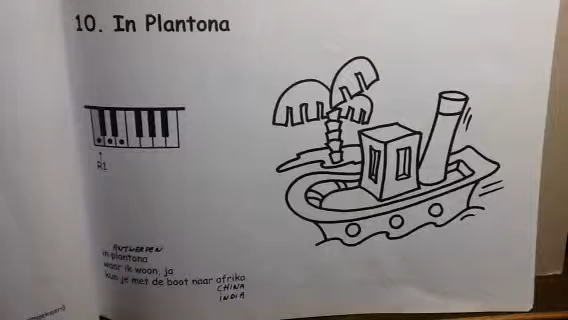 10. In Plantona
R1
ANTWERPEN
in plantona
waar ik woon, ja
kun je met de boot naar afrika
CHINA
INDIA